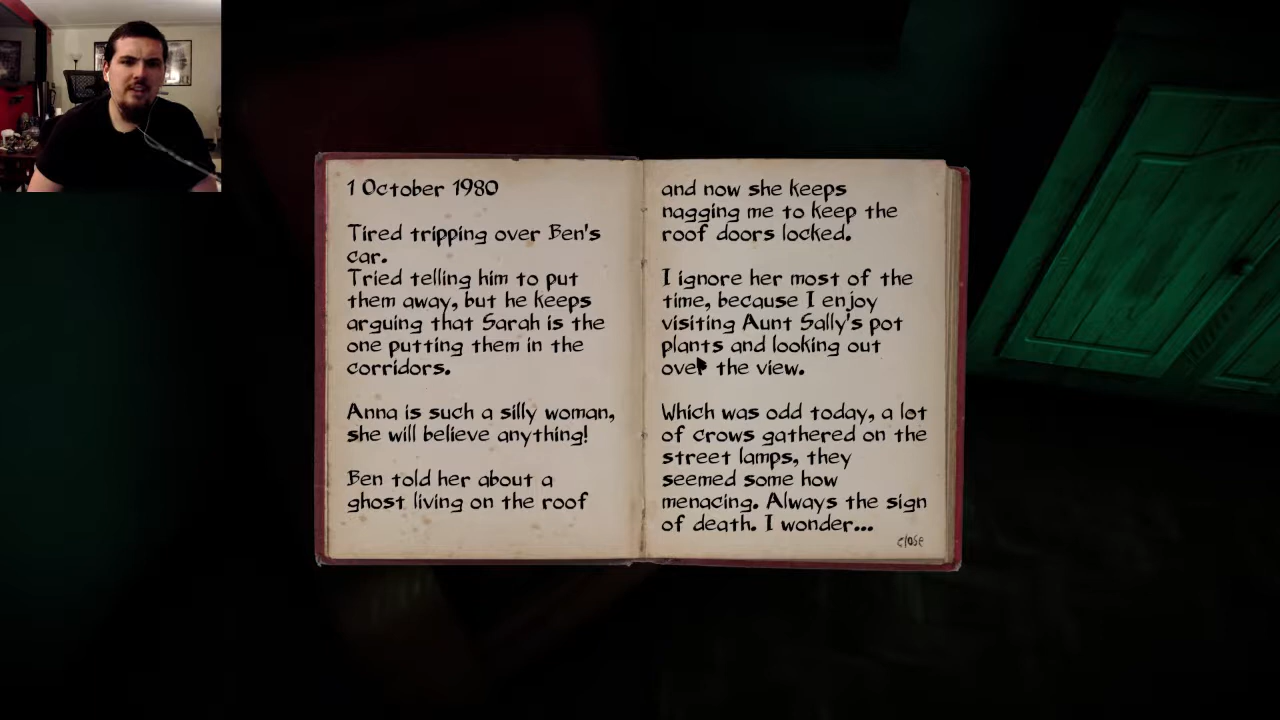 1 October 1980
Tired tripping over Ben's
car.
Tried telling him to put
them away, but he keeps
arguing that Sarah is the
one putting them in the
corridors.
Anna is such a silly woman,
she will believe anything!
Ben told her about a
ghost living on the roof
and now she keeps
nagging me to keep the
roof doors locked.
I ignore her most of the
time, because I enjoy
visiting Aunt Sally's pot
plants and looking out
over the view.
Which was odd today, a lot
of crows gathered on the
street lamps, they
seemed some how
menacing. Always the sign
of death. I wonder...
close